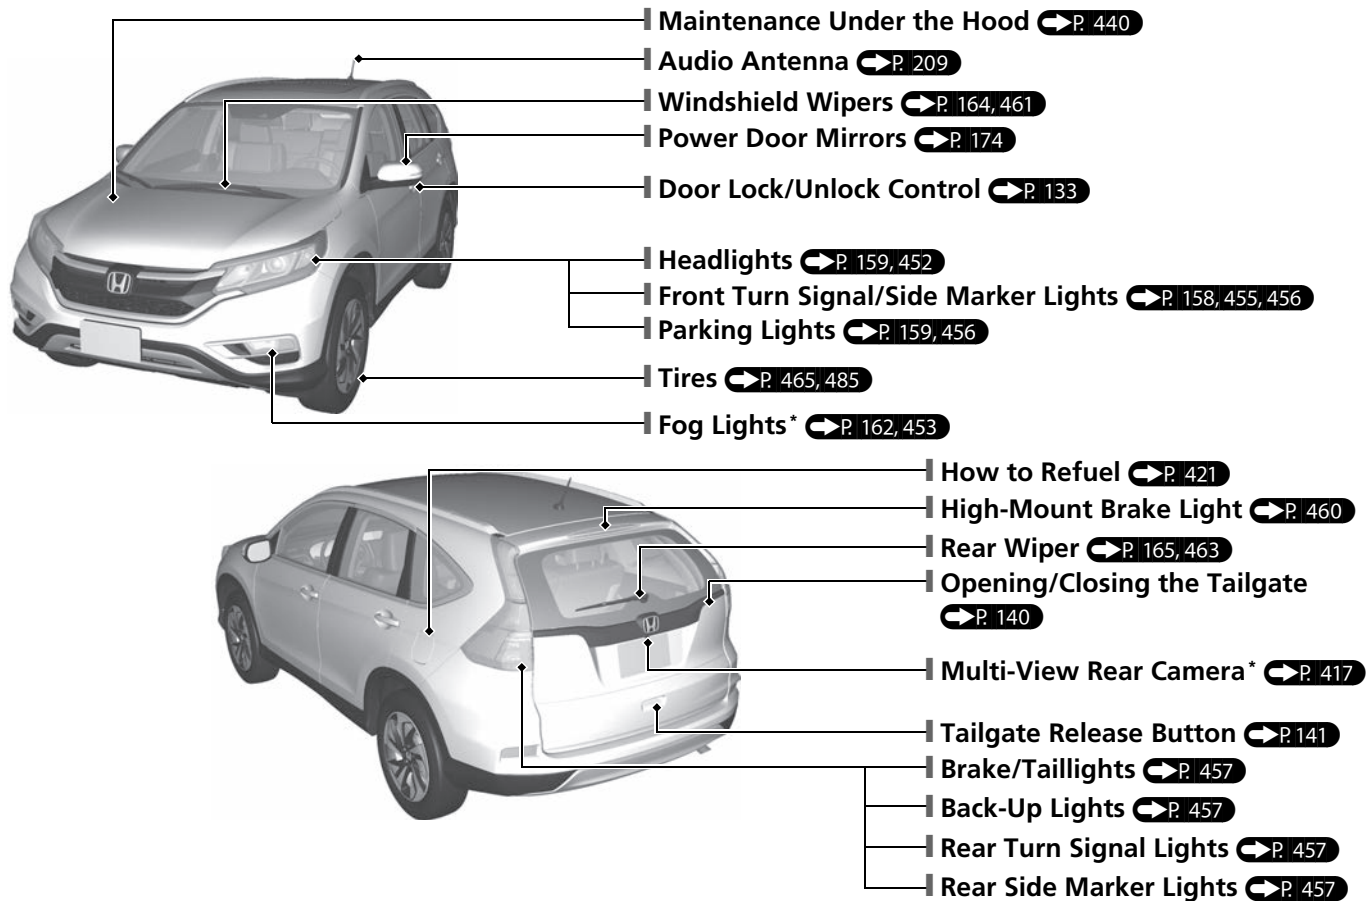 Maintenance Under the Hood P. 440
Audio Antenna P. 209
Windshield Wipers P. 164, 461
Power Door Mirrors P. 174
Door Lock/Unlock Control P. 133
Headlights P. 159, 452
Front Turn Signal/Side Marker Lights P. 158, 455, 456
Parking Lights P. 159, 456
Tires P. 465, 485
Fog Lights* P. 162, 453
How to Refuel P. 421
High-Mount Brake Light P. 460
Rear Wiper P. 165, 463
Opening/Closing the Tailgate
P. 140
Multi-View Rear Camera* P. 417
Tailgate Release Button P.141
Brake/Taillights P. 457
Back-Up Lights P. 457
Rear Turn Signal Lights P. 457
Rear Side Marker Lights P. 457